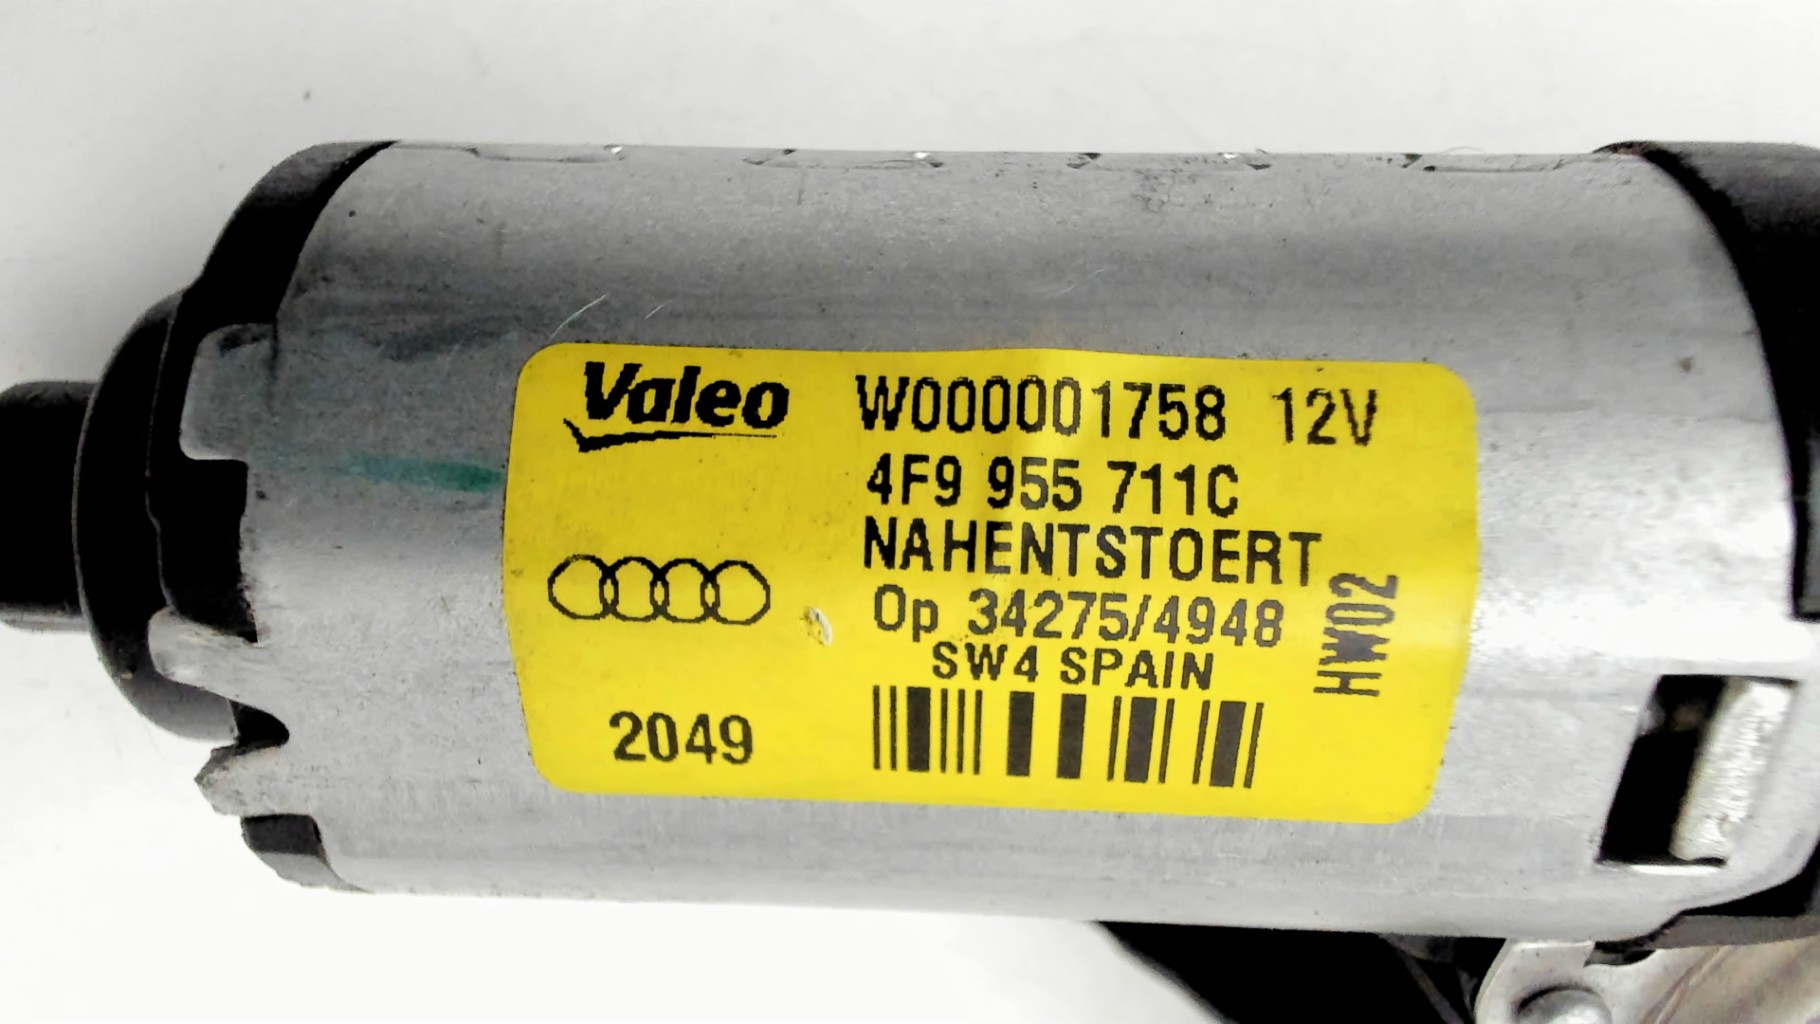 Valeo W000001758 12V
4F9 955 711C
NAHENTSTOERT
Op 34275/4948
SW4 SPAIN
HW02
2049